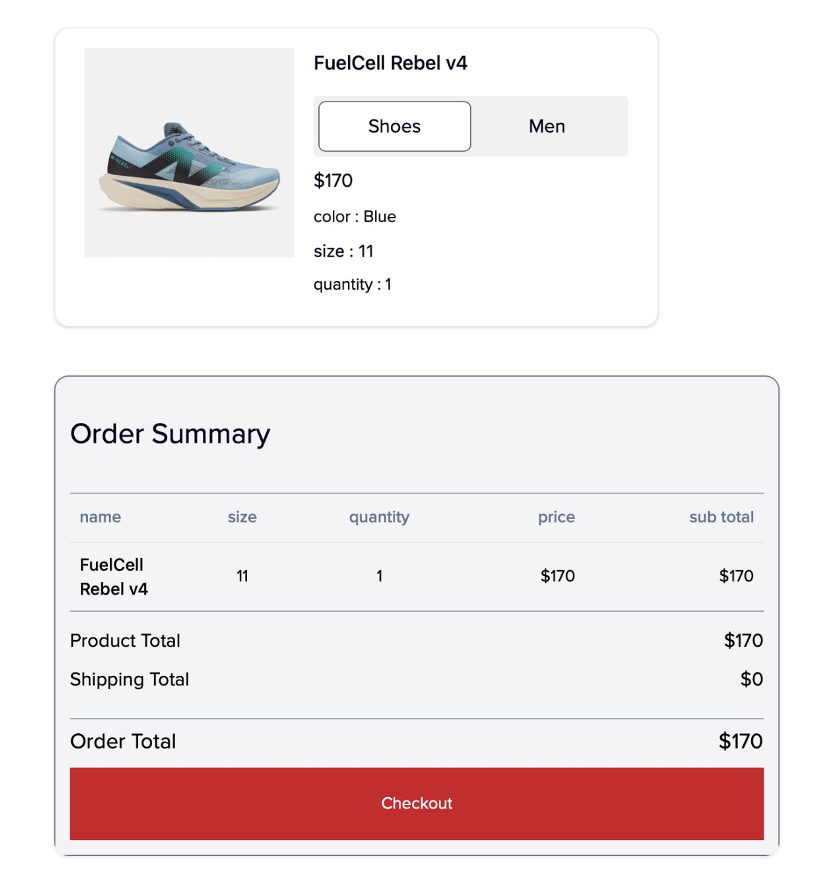 FuelCell Rebel v4
Shoes Men
$170
color : Blue
size : 11
quantity : 1
Order Summary
name size quantity price sub total
FuelCell
Rebel v4 11 1 $170 $170
Product Total $170
Shipping Total $0
Order Total $170
Checkout